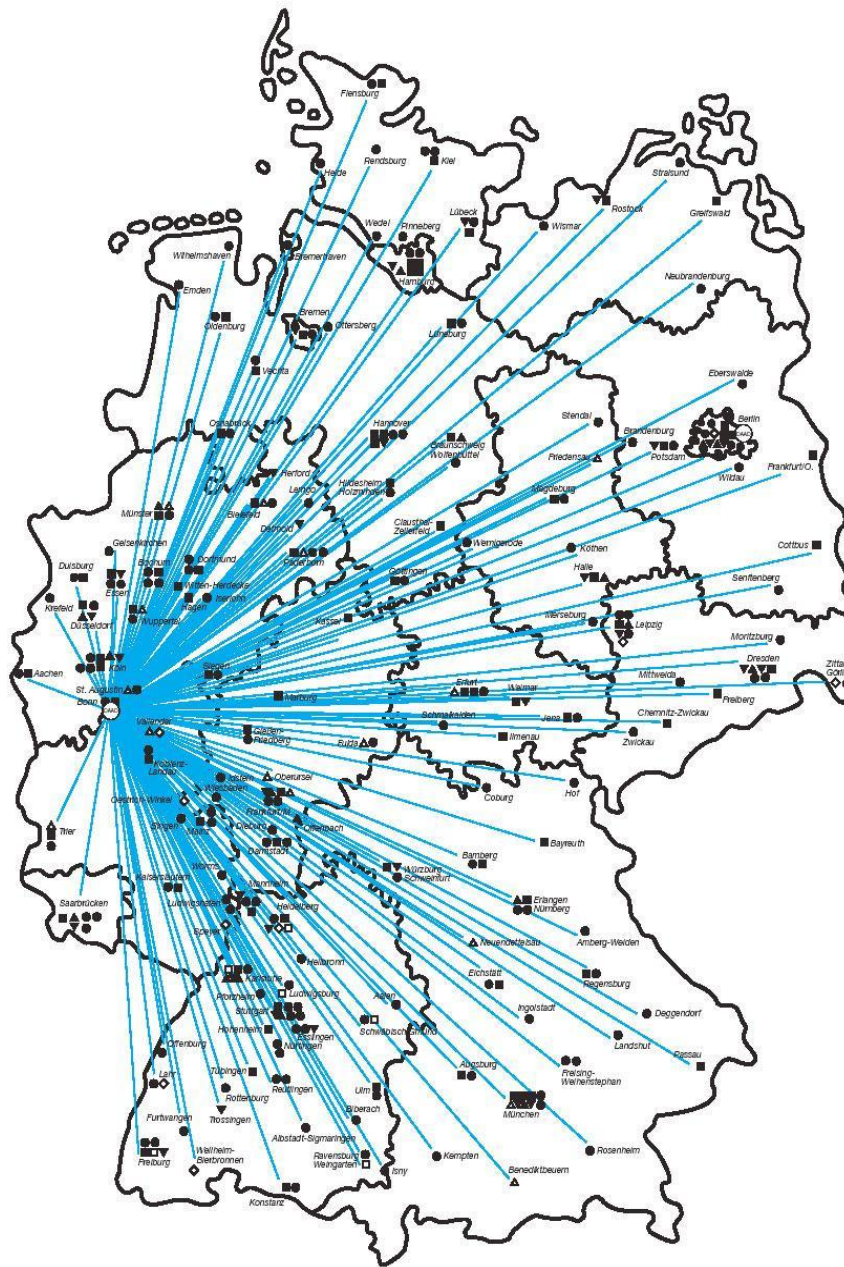 Flensburg
Heide
Rendsburg
Kiel
Stralsund
Rostock
Greifswald
Lübeck
Wedel
Pinneberg
Wismar
Hamburg
Wilhelmshaven
Bremerhaven
Neubrandenburg
Emden
Oldenburg
Bremen
Ottersberg
Lüneburg
Vechta
Eberswalde
Osnabrück
Hannover
Braunschweig
Wolfenbüttel
Stendal
Brandenburg
Berlin
Potsdam
Friedensau
Wildau
Frankfurt/O.
Herford
Lemgo
Hildesheim
Holzminden
Magdeburg
Münster
Bielefeld
Detmold
Clausthal-
Zellerfeld
Wernigerode
Köthen
Cottbus
Gelsenkirchen
Duisburg
Bochum
Dortmund
Paderborn
Essen
Witten-Herdecke
Göttingen
Halle
Senftenberg
Krefeld
Düsseldorf
Hagen
Iserlohn
Wuppertal
Kassel
Merseburg
Leipzig
Moritzburg
Dresden
Aachen
Köln
Siegen
Erfurt
Weimar
Mittweida
Freiberg
Zittau
Görlitz
St. Augustin
Bonn
DAAD
Marburg
Schmalkalden
Jena
Chemnitz-Zwickau
Ilmenau
Zwickau
Vallendar
Gießen-
Friedberg
Fulda
Koblenz-
Landau
Idstein
Oberursel
Wiesbaden
Oestrich-Winkel
Frankfurt/M.
Offenbach
Coburg
Hof
Trier
Bingen
Mainz
Dieburg
Darmstadt
Bayreuth
Bamberg
Würzburg
Schweinfurt
Kaiserslautern
Worms
Mannheim
Saarbrücken
Ludwigshafen
Heidelberg
Erlangen
Nürnberg
Speyer
Neuendettelsau
Amberg-Weiden
Heilbronn
Karlsruhe
Eichstätt
Regensburg
Pforzheim
Ludwigsburg
Aalen
Stuttgart
Schwäbisch Gmünd
Ingolstadt
Deggendorf
Hohenheim
Esslingen
Nürtingen
Landshut
Offenburg
Passau
Lahr
Tübingen
Reutlingen
Ulm
Augsburg
Freising-
Weihenstephan
Rottenburg
Trossingen
Biberach
München
Furtwangen
Albstadt-Sigmaringen
Freiburg
Weilheim-
Bierbronnen
Ravensburg
Weingarten
Isny
Kempten
Rosenheim
Benediktbeuern
Konstanz